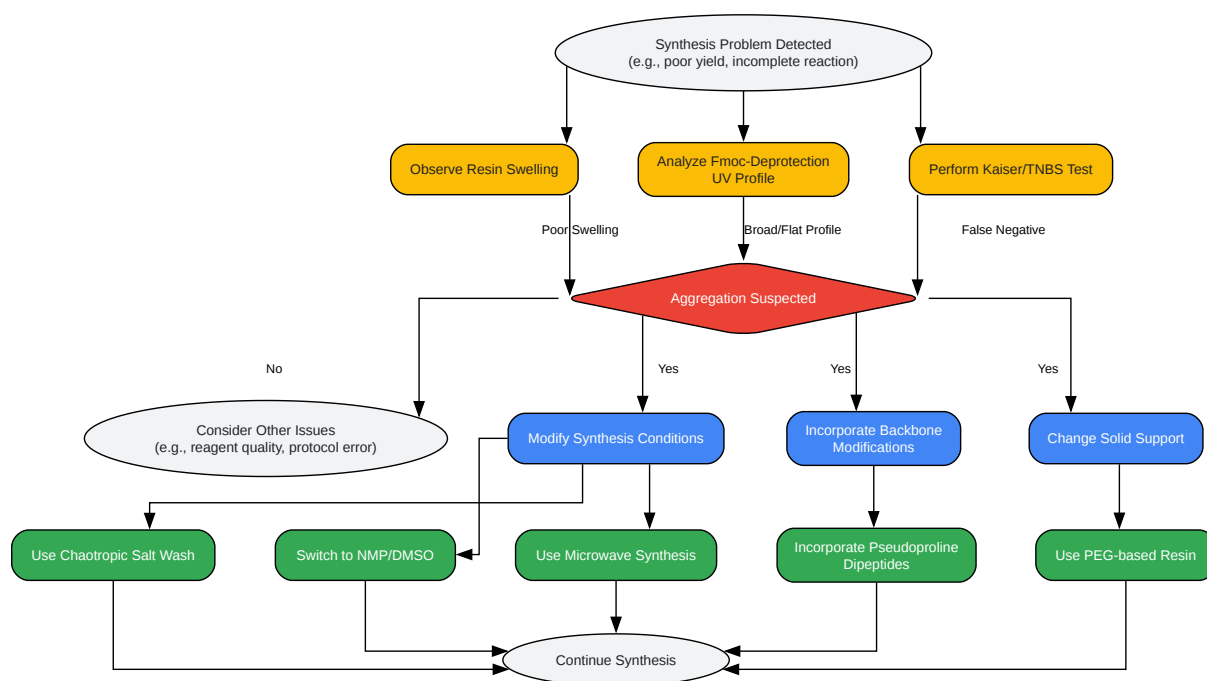 Synthesis Problem Detected
(e.g., poor yield, incomplete reaction)
Observe Resin Swelling
Analyze Fmoc-Deprotection
UV Profile
Perform Kaiser/TNBS Test
Poor Swelling
Broad/Flat Profile
False Negative
Aggregation Suspected
No
Yes
Yes
Yes
Consider Other Issues
(e.g., reagent quality, protocol error)
Modify Synthesis Conditions
Incorporate Backbone
Modifications
Change Solid Support
Use Chaotropic Salt Wash
Switch to NMP/DMSO
Use Microwave Synthesis
Incorporate Pseudoproline
Dipeptides
Use PEG-based Resin
Continue Synthesis